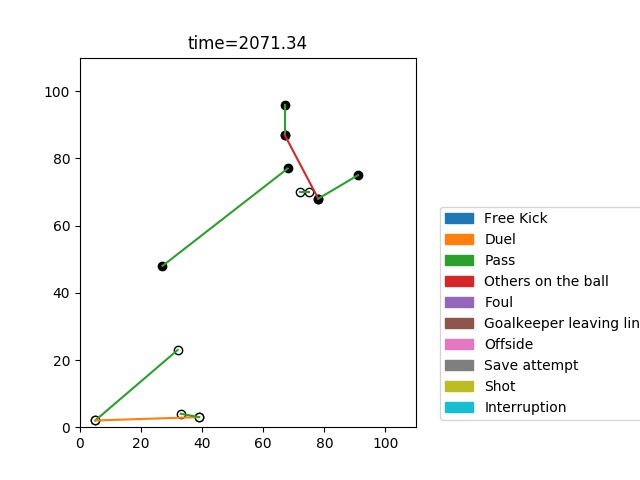 time=2071.34
100
80
60
40
20
0
0 20 40 60 80 100
Free Kick
Duel
Pass
Others on the ball
Foul
Goalkeeper leaving lin
Offside
Save attempt
Shot
Interruption